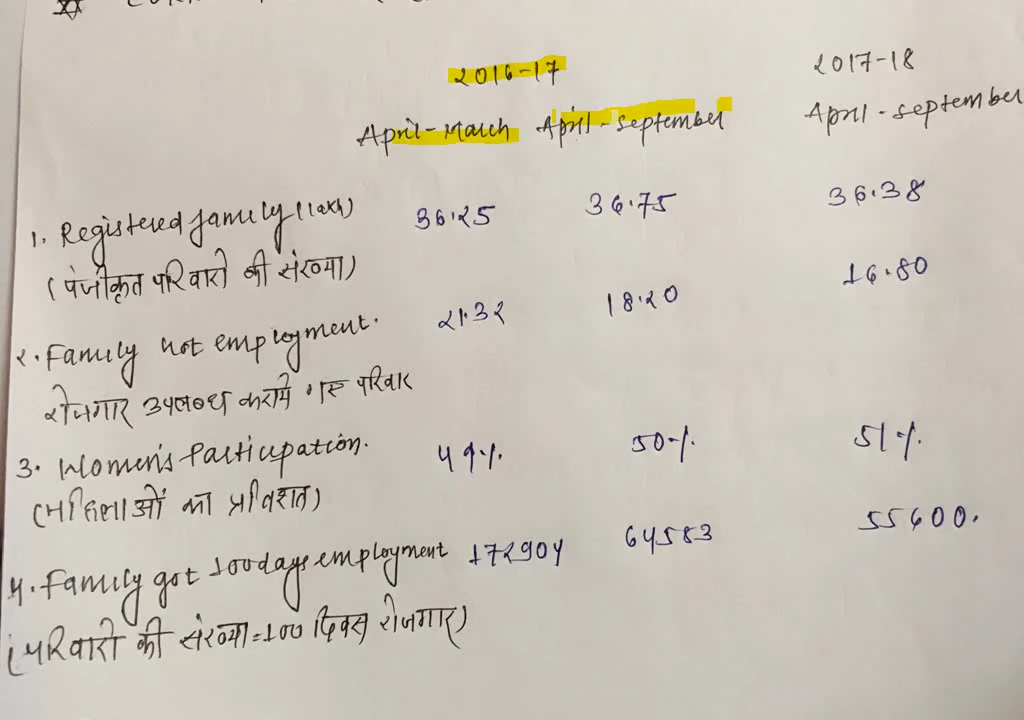 2016-17 2017-18
April-March April-September April-September
1. Registered family (lakh) 36.25 36.75 36.38
(पंजीकृत परिवारो की संख्या)
2. Family not employment. 21.32 18.20 16.80
रोजगार उपलब्ध कराये गए परिवार
3. Women's Participation. 49% 50% 51%
(महिलाओं का प्रतिशत)
4. Family got 100 days employment 172904 64583 55600.
(परिवारो की संख्या=100 दिवस रोजगार)